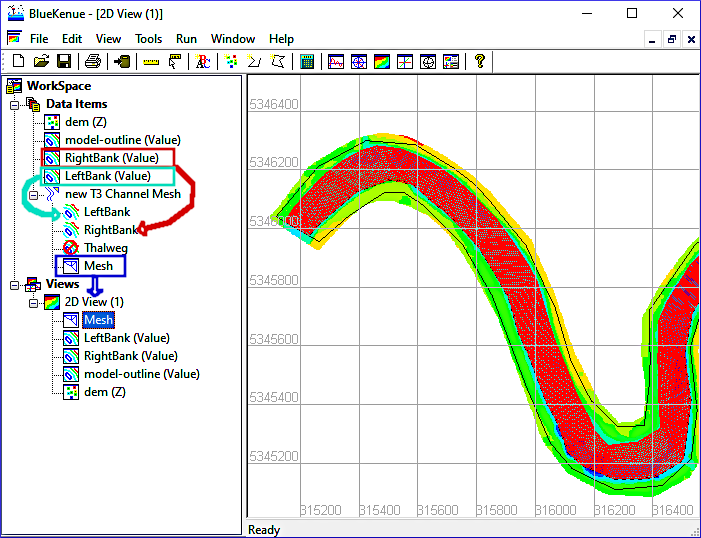 BlueKenue - [2D View (1)]
File Edit View Tools Run Window Help
WorkSpace
Data Items
dem (Z)
model-outline (Value)
RightBank (Value)
LeftBank (Value)
new T3 Channel Mesh
LeftBank
RightBank
Thalweg
Mesh
Views
2D View (1)
Mesh
LeftBank (Value)
RightBank (Value)
model-outline (Value)
dem (Z)
5346400
5346200
5345800
5345600
5345400
5345200
315200 315400 315600 315800 316000 316200 316400
Ready